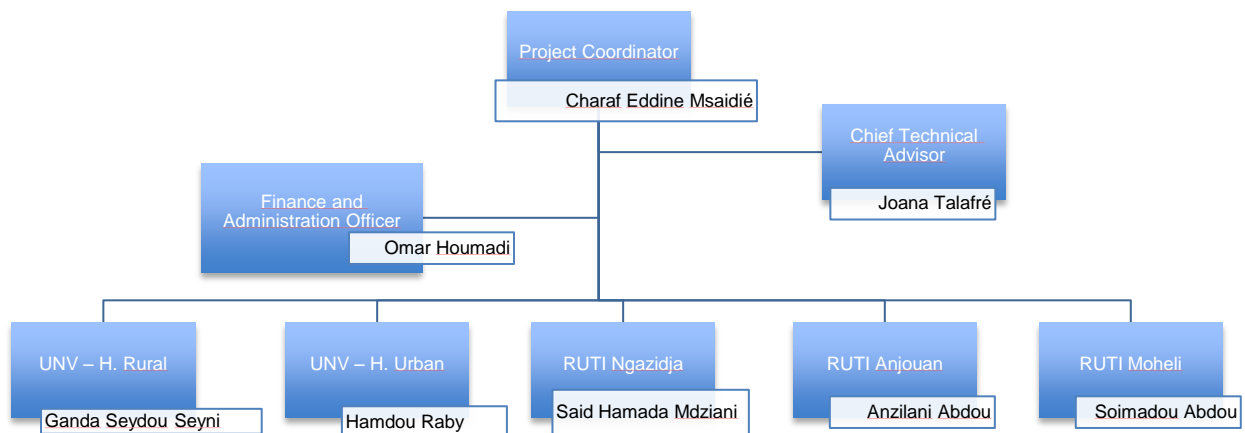 Project Coordinator
Charaf Eddine Msaidié
Chief Technical
Advisor
Joana Talafré
Finance and
Administration Officer
Omar Houmadi
UNV – H. Rural
Ganda Seydou Seyni
UNV – H. Urban
Hamdou Raby
RUTI Ngazidja
Said Hamada Mdziani
RUTI Anjouan
Anzilani Abdou
RUTI Moheli
Soimadou Abdou